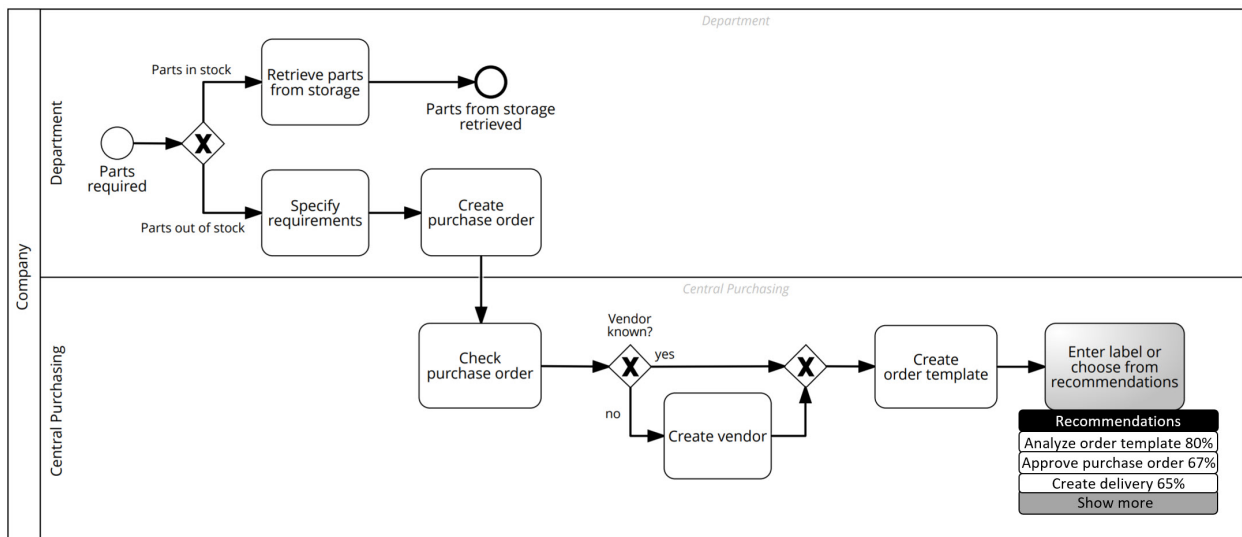 Department
Company
Department
Parts
required
Parts in stock
Parts out of stock
Retrieve parts
from storage
Parts from storage
retrieved
Specify
requirements
Create
purchase order
Central Purchasing
Central Purchasing
Check
purchase order
Vendor
known?
yes
no
Create vendor
Create
order template
Enter label or
choose from
recommendations
Recommendations
Analyze order template 80%
Approve purchase order 67%
Create delivery 65%
Show more
X
X
X